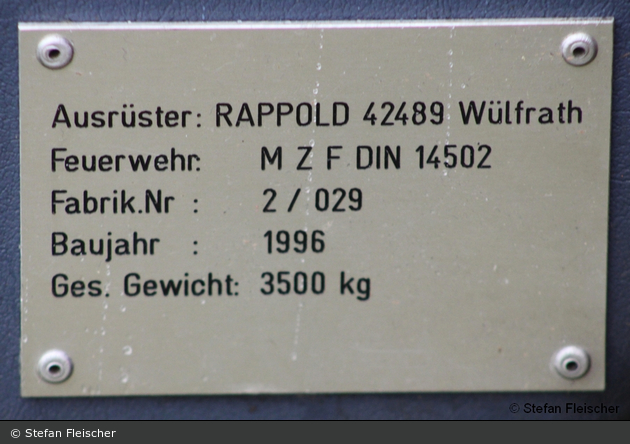 Ausrüster: RAPPOLD 42489 Wülfrath
Feuerwehr: M Z F DIN 14502
Fabrik.Nr : 2 / 029
Baujahr : 1996
Ges. Gewicht: 3500 kg
© Stefan Fleischer
© Stefan Fleischer